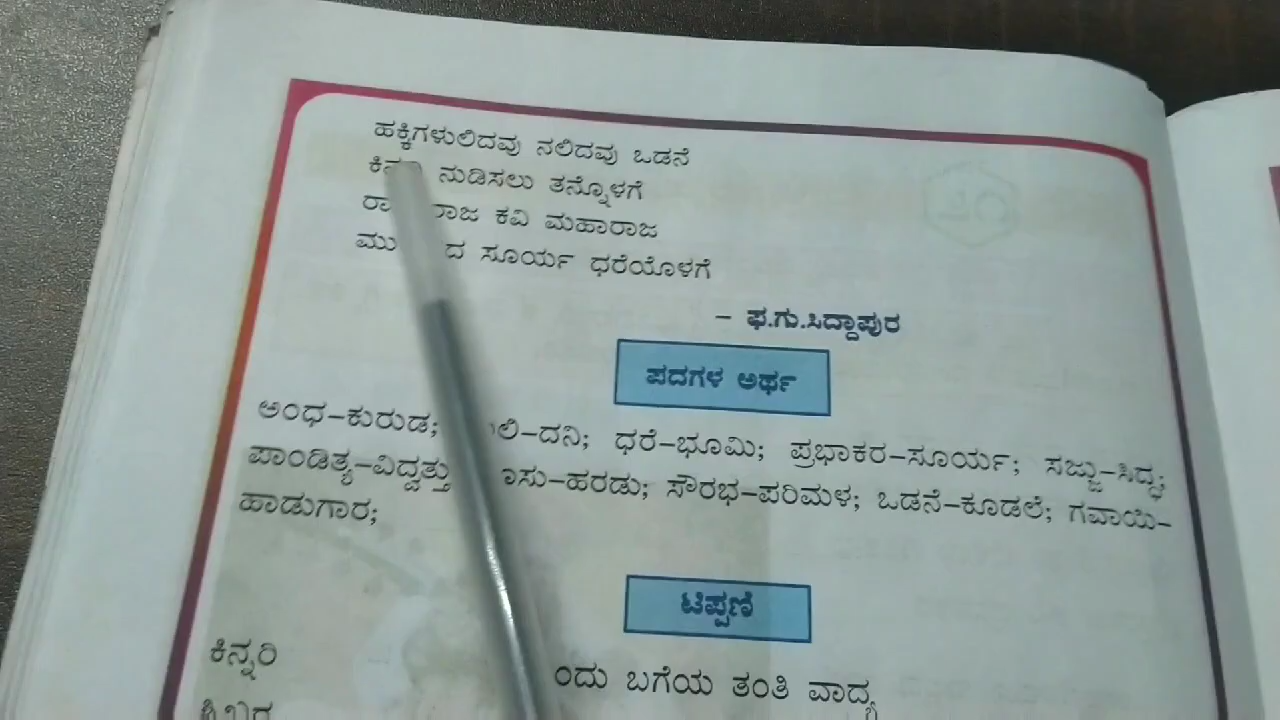 ಹಕ್ಕಿಗಳುಲಿದವು ನಲಿದವು ಒಡನೆ
ನುಡಿಸಲು ತನ್ನೊಳಗೆ
ಕವಿ ಮಹಾರಾಜ
ಸೂರ್ಯ ಧರೆಯೊಳಗೆ
– ಫ.ಗು.ಸಿದ್ದಾಪುರ
ಪದಗಳ ಅರ್ಥ
ಅಂಧ–ಕುರುಡ; –ದನಿ; ಧರೆ–ಭೂಮಿ; ಪ್ರಭಾಕರ–ಸೂರ್ಯ; ಸಜ್ಜು–ಸಿದ್ಧ;
ಪಾಂಡಿತ್ಯ–ವಿದ್ವತ್ತು –ಹರಡು; ಸೌರಭ–ಪರಿಮಳ; ಒಡನೆ–ಕೂಡಲೆ; ಗವಾಯಿ–
ಹಾಡುಗಾರ;
ಟಿಪ್ಪಣಿ
ಕಿನ್ನರಿ
ಬಗೆಯ ತಂತಿ ವಾದ್ಯ